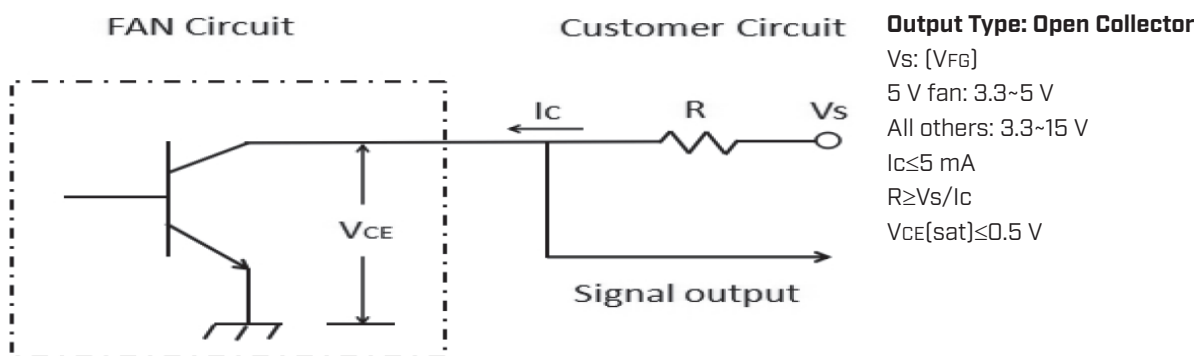 FAN Circuit
Customer Circuit
Ic
R
Vs
VCE
Signal output
Output Type: Open Collector
Vs: (VFG)
5 V fan: 3.3~5 V
All others: 3.3~15 V
Ic≤5 mA
R≥Vs/Ic
VCE(sat)≤0.5 V